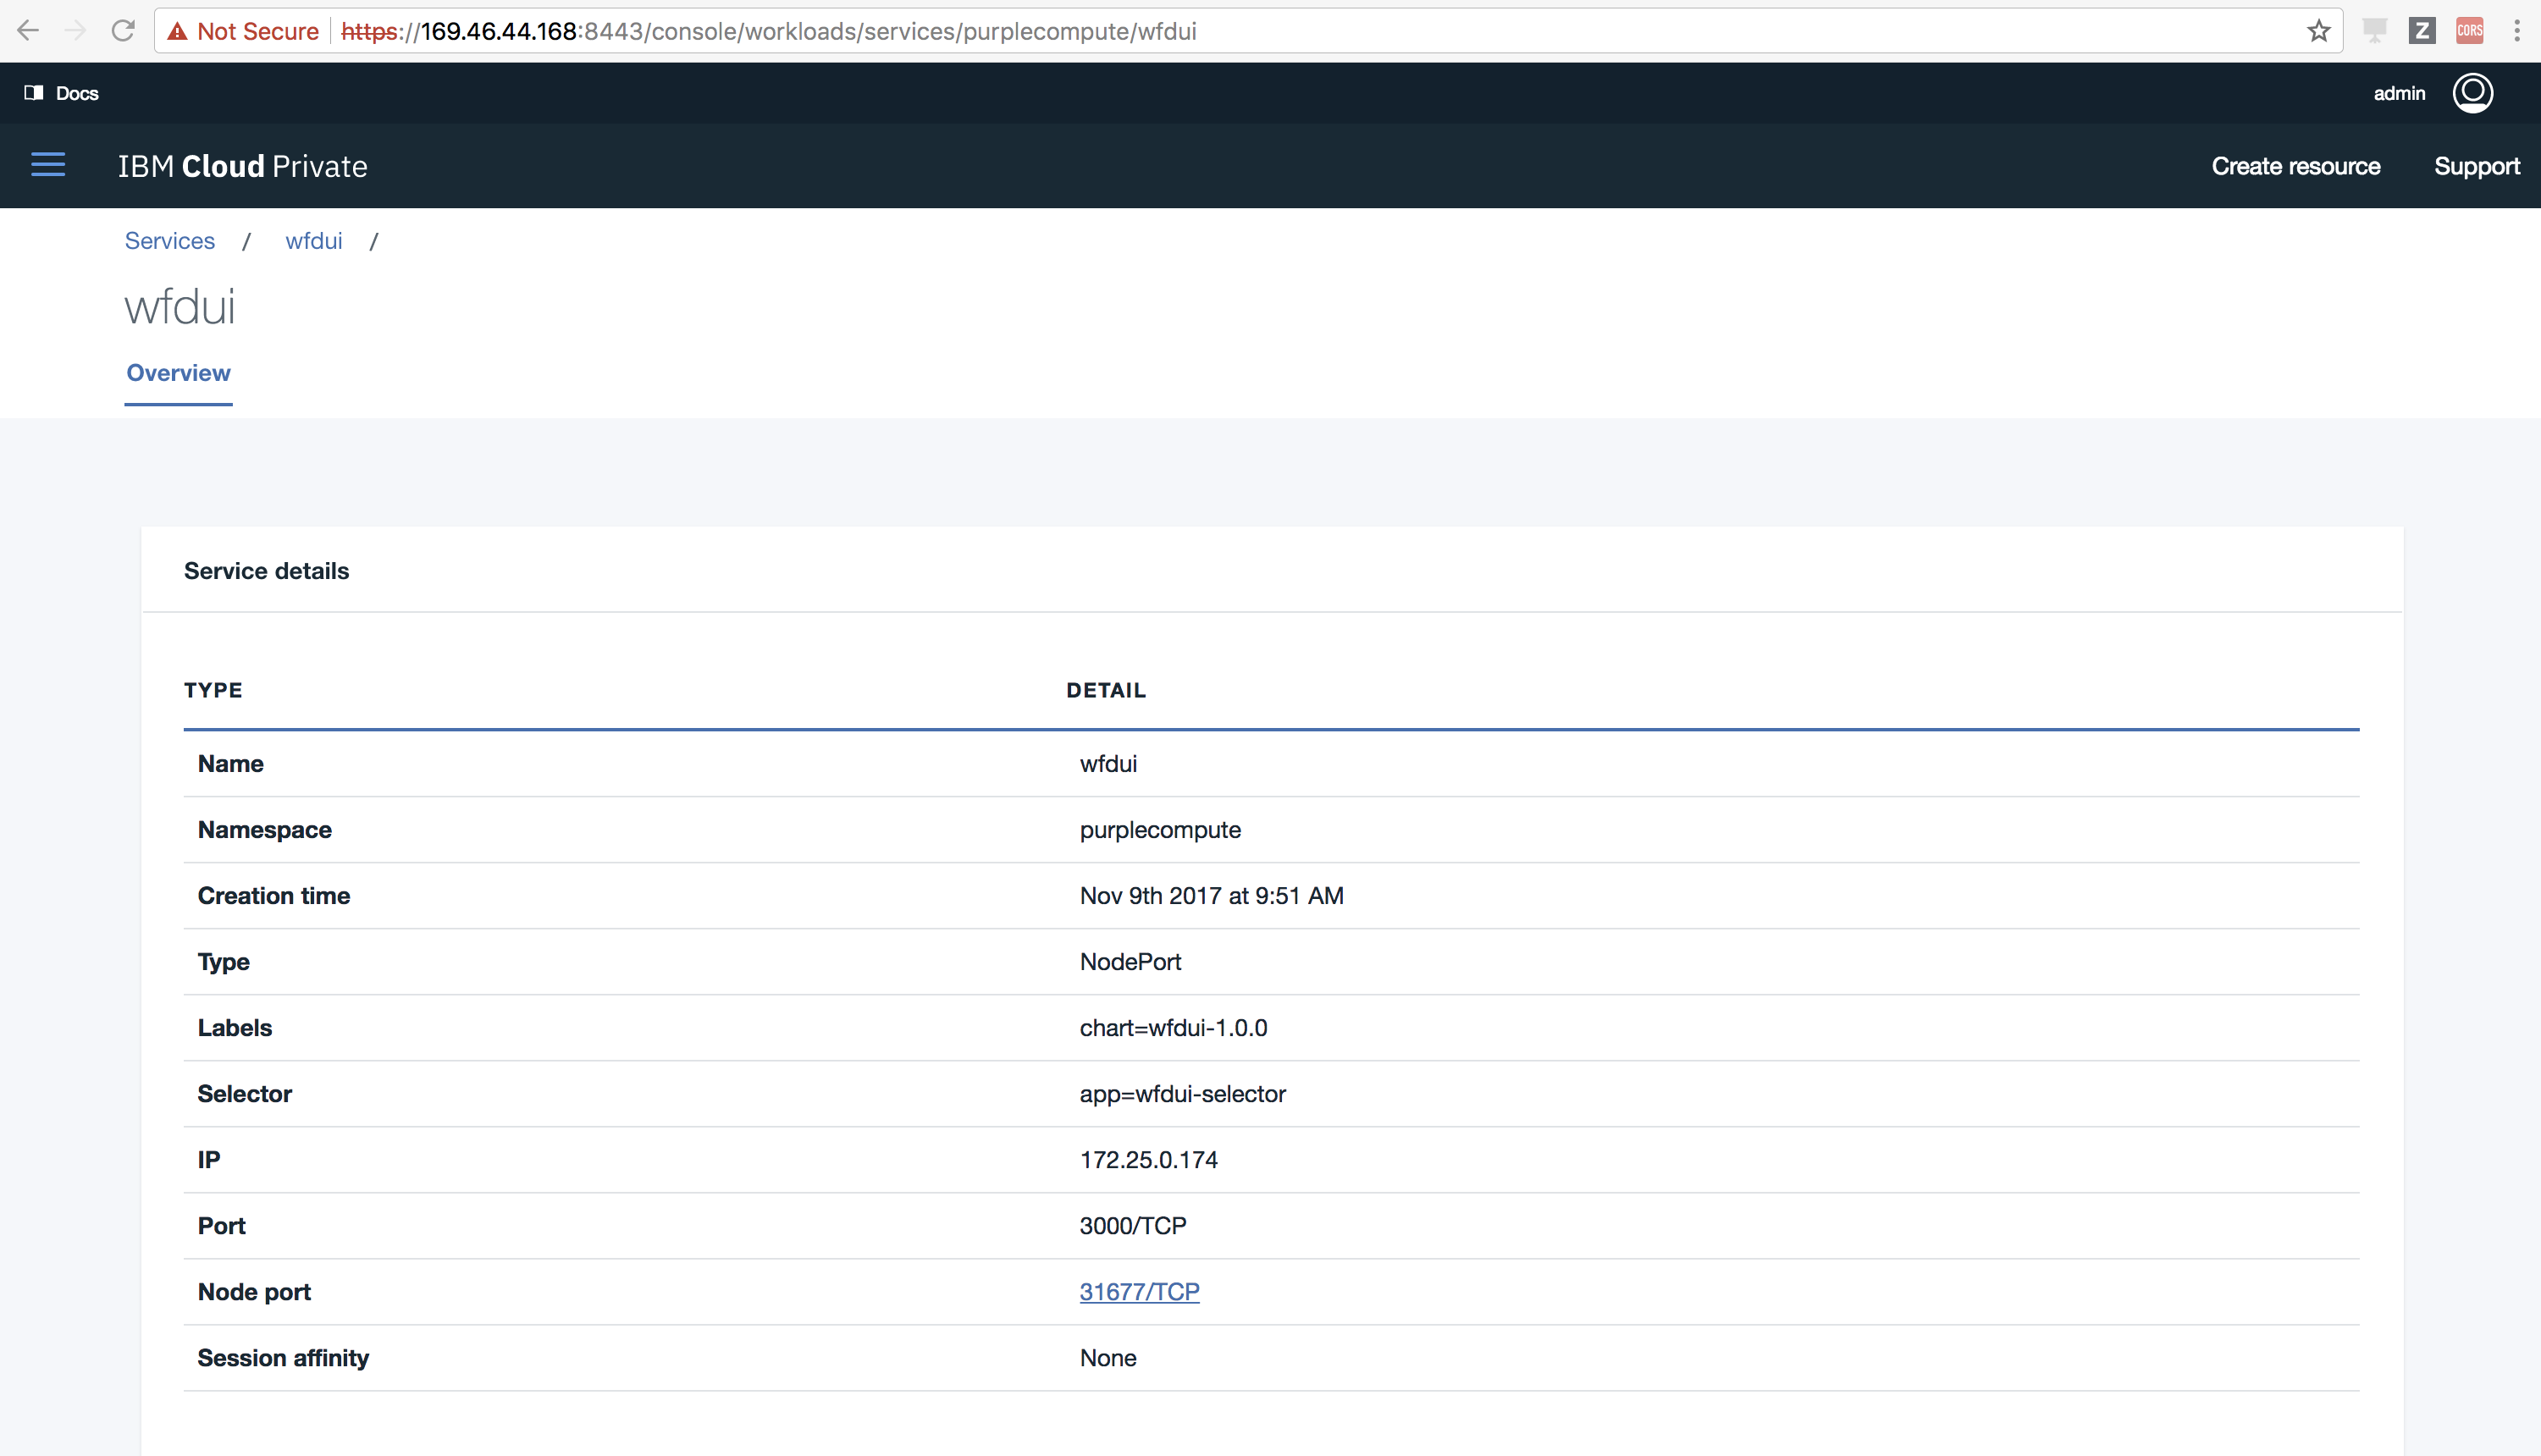 Not Secure https://169.46.44.168:8443/console/workloads/services/purplecompute/wfdui Z CORS
Docs admin
IBM Cloud Private Create resource Support
Services / wfdui /
wfdui
Overview
Service details
TYPE DETAIL
Name wfdui
Namespace purplecompute
Creation time Nov 9th 2017 at 9:51 AM
Type NodePort
Labels chart=wfdui-1.0.0
Selector app=wfdui-selector
IP 172.25.0.174
Port 3000/TCP
Node port 31677/TCP
Session affinity None